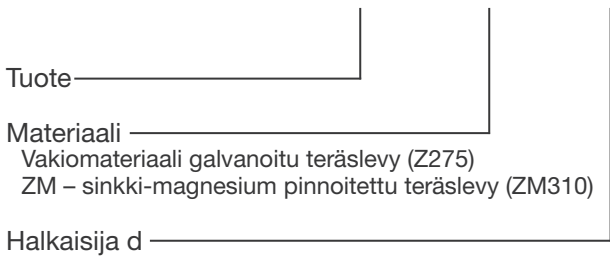 Tuote
Materiaali
Vakiomateriaali galvanoitu teräslevy (Z275)
ZM – sinkki-magnesium pinnoitettu teräslevy (ZM310)
Halkaisija d